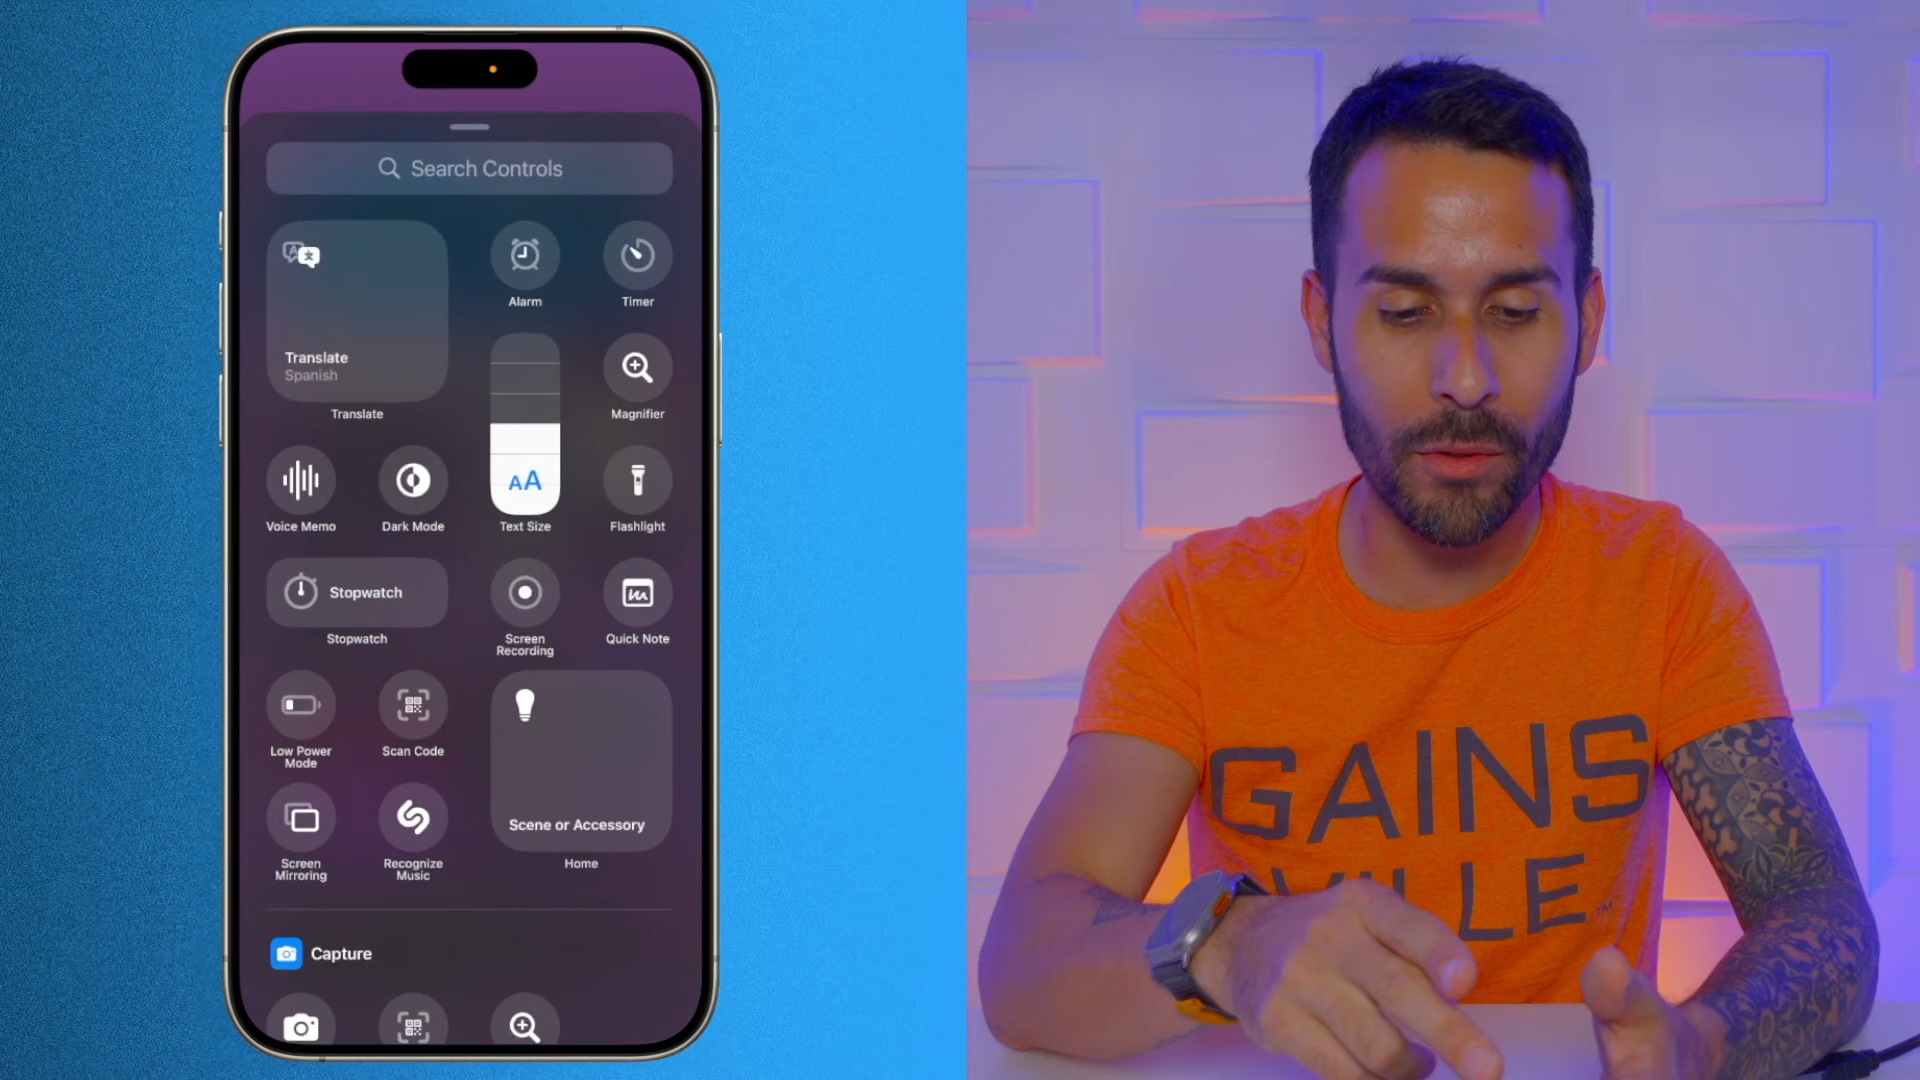 Search Controls
Translate
Spanish
Translate
Alarm
Timer
Magnifier
Voice Memo
Dark Mode
AA
Text Size
Flashlight
Stopwatch
Stopwatch
Screen
Recording
Quick Note
Low Power
Mode
Scan Code
Screen
Mirroring
Recognize
Music
Scene or Accessory
Home
Capture
GAINS
VILLE™